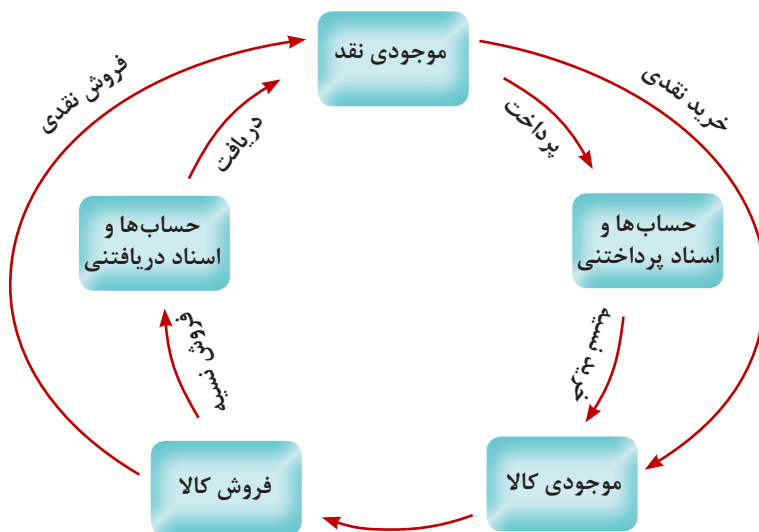 موجودی نقد
خرید نقدی
پرداخت
حساب‌ها و
اسناد پرداختنی
خرید نسیه
موجودی کالا
فروش کالا
فروش نسیه
حساب‌ها و
اسناد دریافتنی
دریافت
فروش نقدی